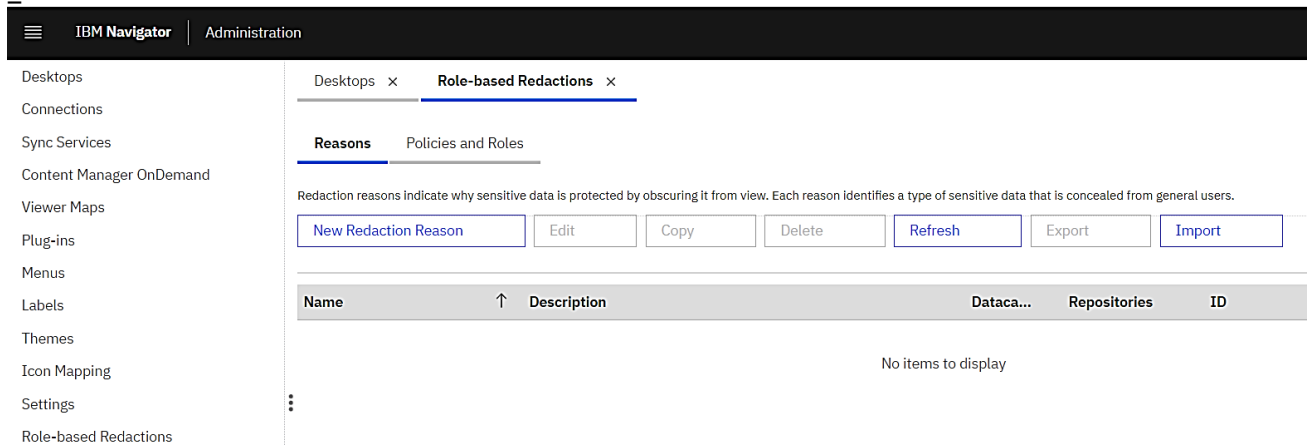 IBM Navigator Administration
Desktops
Connections
Sync Services
Content Manager OnDemand
Viewer Maps
Plug-ins
Menus
Labels
Themes
Icon Mapping
Settings
Role-based Redactions
Desktops × Role-based Redactions ×
Reasons Policies and Roles
Redaction reasons indicate why sensitive data is protected by obscuring it from view. Each reason identifies a type of sensitive data that is concealed from general users.
New Redaction Reason Edit Copy Delete Refresh Export Import
Name ↑ Description Dataca... Repositories ID
No items to display